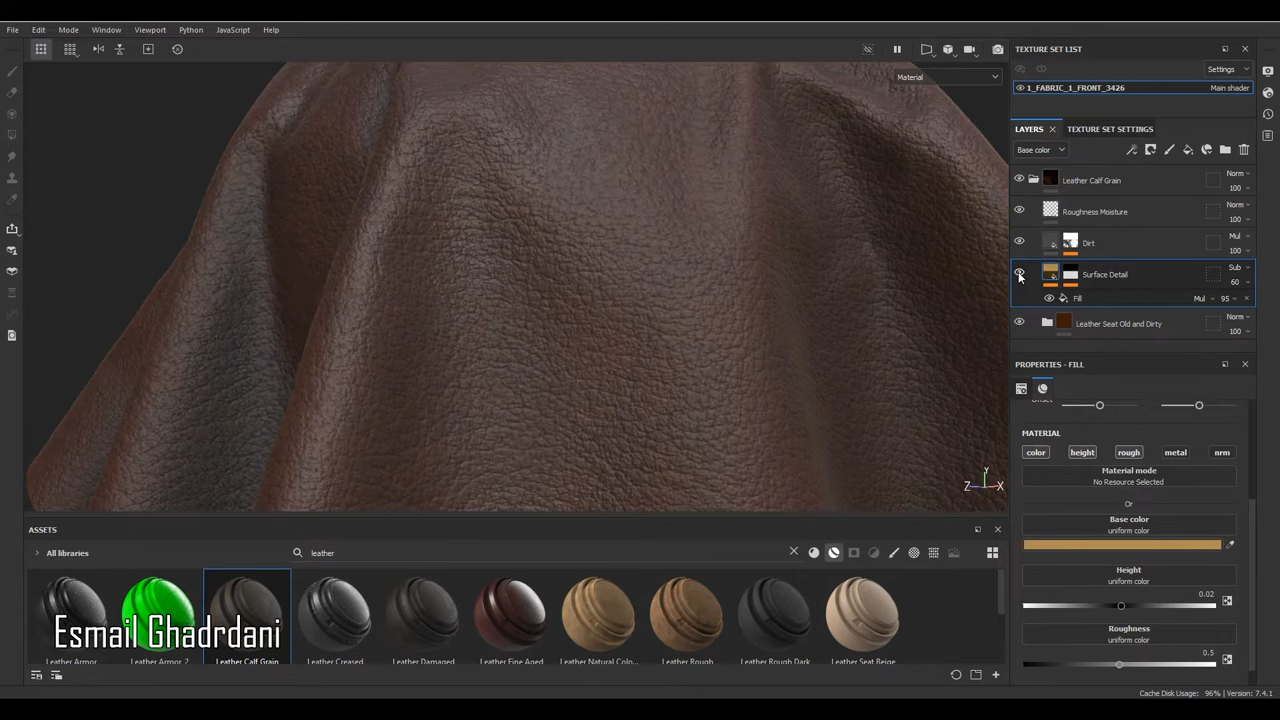 File Edit Mode Window Viewport Python JavaScript Help
Material
TEXTURE SET LIST
Settings
1_FABRIC_1_FRONT_3426 Main shader
LAYERS TEXTURE SET SETTINGS
Base color
Leather Calf Grain Norm 100
Roughness Moisture Norm 100
Dirt Mul 100
Surface Detail Sub 60
Fill Mul 95
Leather Seat Old and Dirty Norm 100
PROPERTIES - FILL
Offset
MATERIAL
color height rough metal nrm
Material mode
No Resource Selected
Or
Base color
uniform color
Height
uniform color
0.02
Roughness
uniform color
0.5
Y
Z X
ASSETS
All libraries leather
Leather Armor Leather Armor 2 Leather Calf Grain Leather Creased Leather Damaged Leather Fine Aged Leather Natural Colo... Leather Rough Leather Rough Dark Leather Seat Beige
Esmail Ghadrdani
Cache Disk Usage: 96% | Version: 7.4.1